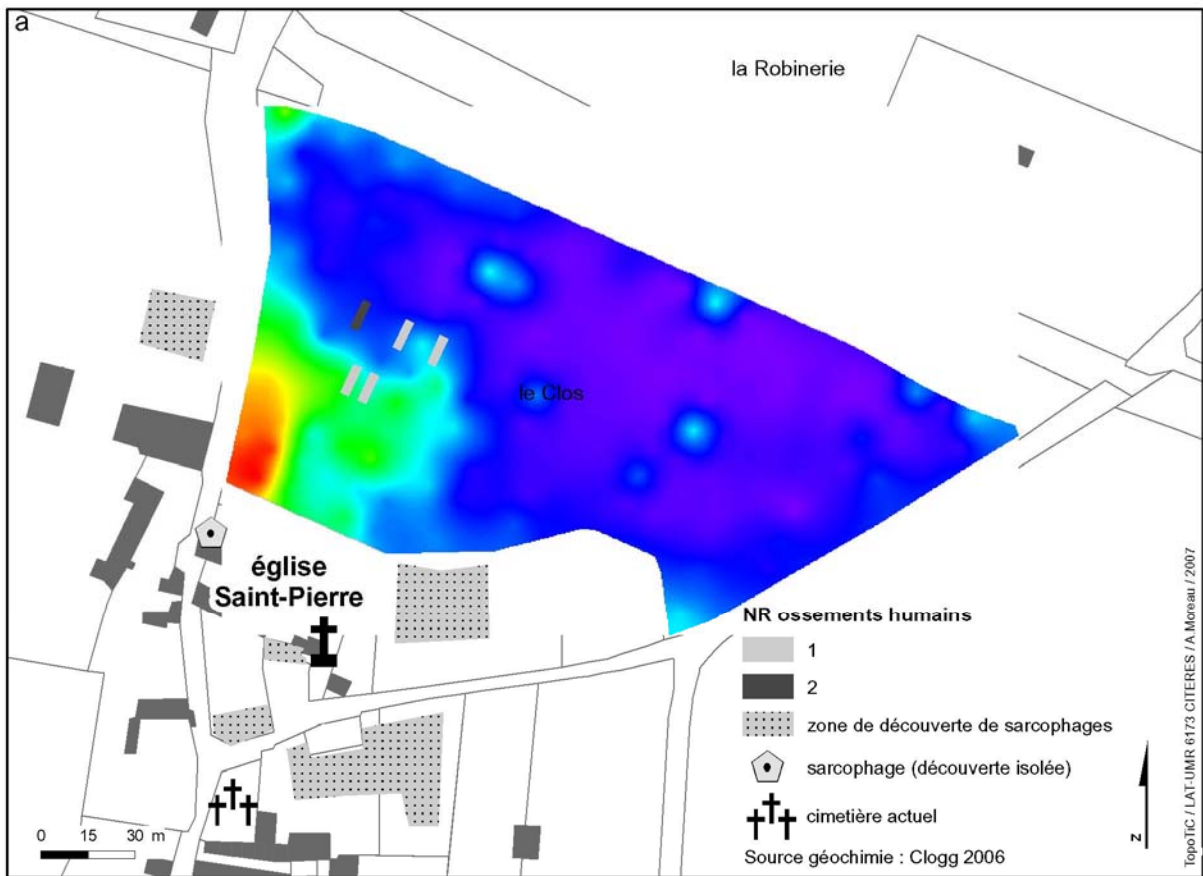 a
la Robinerie
le Clos
église
Saint-Pierre
NR ossements humains
1
2
zone de découverte de sarcophages
sarcophage (découverte isolée)
cimetière actuel
Source géochimie : Clogg 2006
0 15 30 m
N
TopoTiC / LAT-UMR 6173 CITERES / A.Moreau / 2007